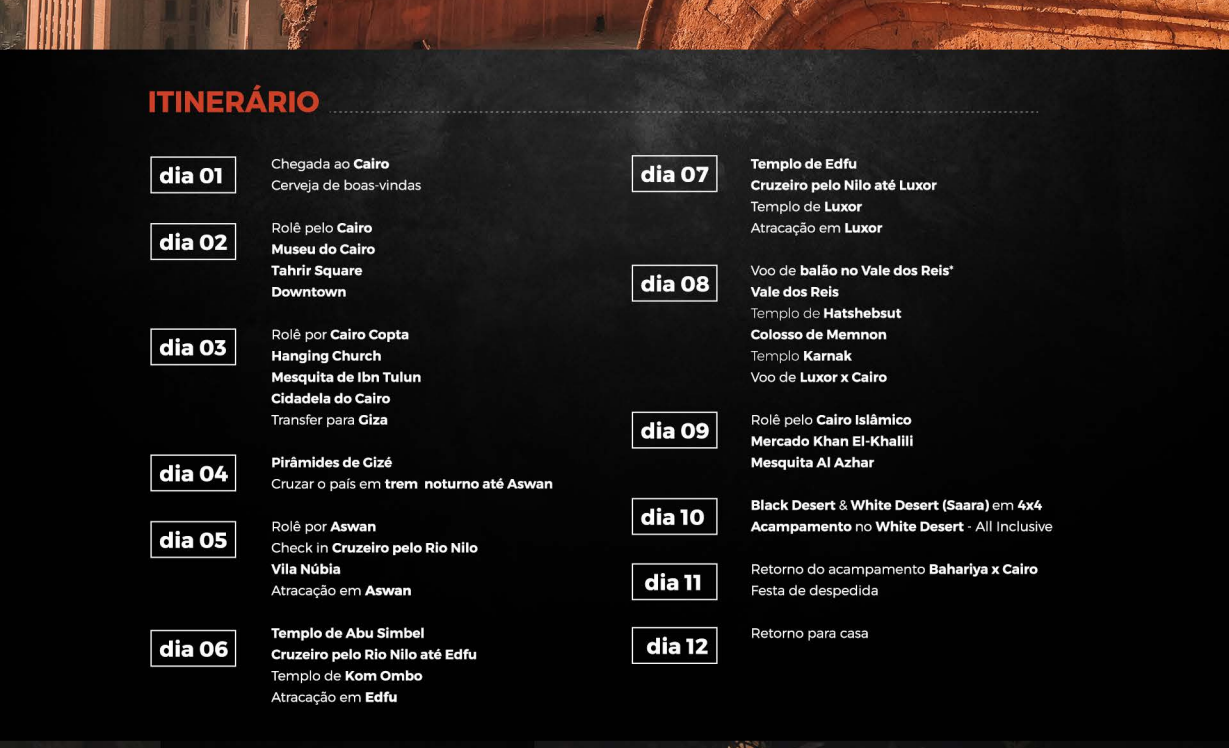 ITINERÁRIO
dia 01
Chegada ao Cairo
Cerveja de boas-vindas
dia 02
Rolê pelo Cairo
Museu do Cairo
Tahrir Square
Downtown
dia 03
Rolê por Cairo Copta
Hanging Church
Mesquita de Ibn Tulun
Cidadela do Cairo
Transfer para Giza
dia 04
Pirâmides de Gizé
Cruzar o país em trem noturno até Aswan
dia 05
Rolê por Aswan
Check in Cruzeiro pelo Rio Nilo
Vila Núbia
Atracação em Aswan
dia 06
Templo de Abu Simbel
Cruzeiro pelo Rio Nilo até Edfu
Templo de Kom Ombo
Atracação em Edfu
dia 07
Templo de Edfu
Cruzeiro pelo Nilo até Luxor
Templo de Luxor
Atracação em Luxor
dia 08
Voo de balão no Vale dos Reis*
Vale dos Reis
Templo de Hatshebsut
Colosso de Memnon
Templo Karnak
Voo de Luxor x Cairo
dia 09
Rolê pelo Cairo Islâmico
Mercado Khan El-Khalili
Mesquita Al Azhar
dia 10
Black Desert & White Desert (Saara) em 4x4
Acampamento no White Desert - All Inclusive
dia 11
Retorno do acampamento Bahariya x Cairo
Festa de despedida
dia 12
Retorno para casa